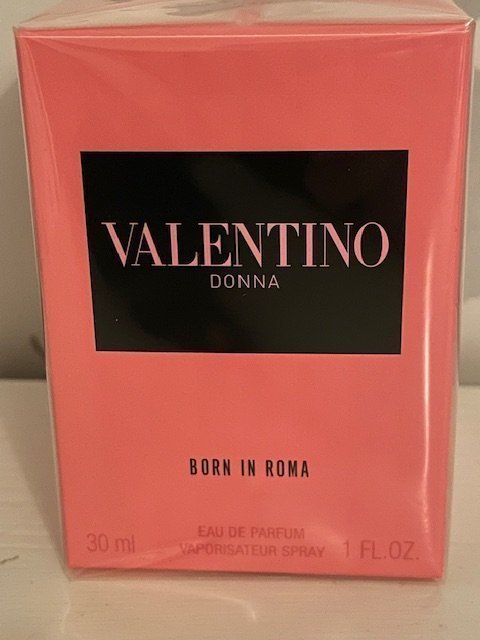 VALENTINO
DONNA
BORN IN ROMA
EAU DE PARFUM
30 ml VAPORISATEUR SPRAY 1 FL.OZ.